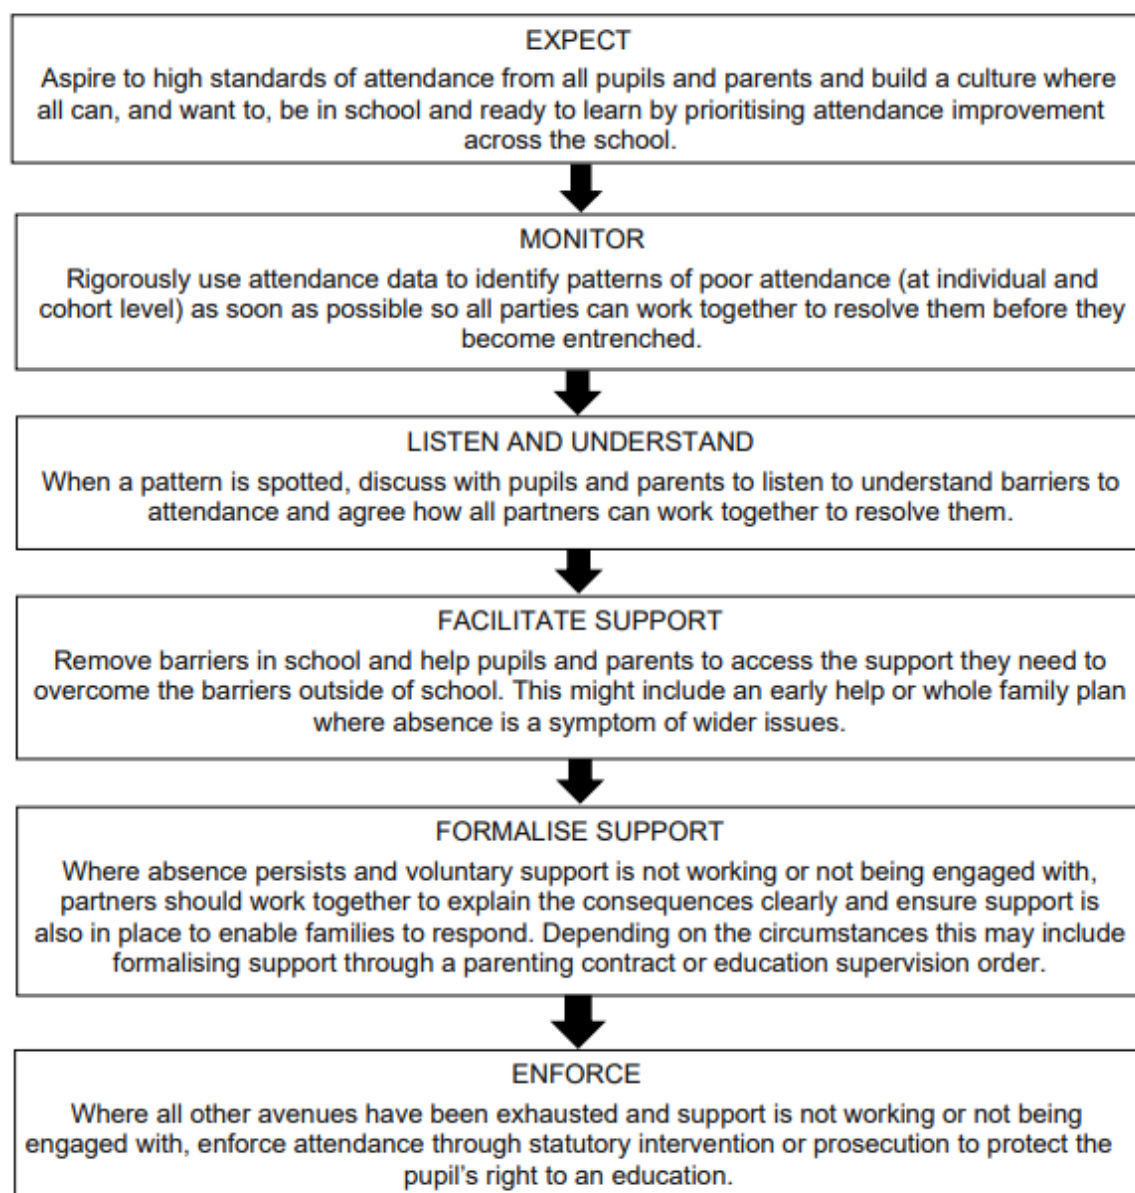 EXPECT
Aspire to high standards of attendance from all pupils and parents and build a culture where
all can, and want to, be in school and ready to learn by prioritising attendance improvement
across the school.
MONITOR
Rigorously use attendance data to identify patterns of poor attendance (at individual and
cohort level) as soon as possible so all parties can work together to resolve them before they
become entrenched.
LISTEN AND UNDERSTAND
When a pattern is spotted, discuss with pupils and parents to listen to understand barriers to
attendance and agree how all partners can work together to resolve them.
FACILITATE SUPPORT
Remove barriers in school and help pupils and parents to access the support they need to
overcome the barriers outside of school. This might include an early help or whole family plan
where absence is a symptom of wider issues.
FORMALISE SUPPORT
Where absence persists and voluntary support is not working or not being engaged with,
partners should work together to explain the consequences clearly and ensure support is
also in place to enable families to respond. Depending on the circumstances this may include
formalising support through a parenting contract or education supervision order.
ENFORCE
Where all other avenues have been exhausted and support is not working or not being
engaged with, enforce attendance through statutory intervention or prosecution to protect the
pupil's right to an education.